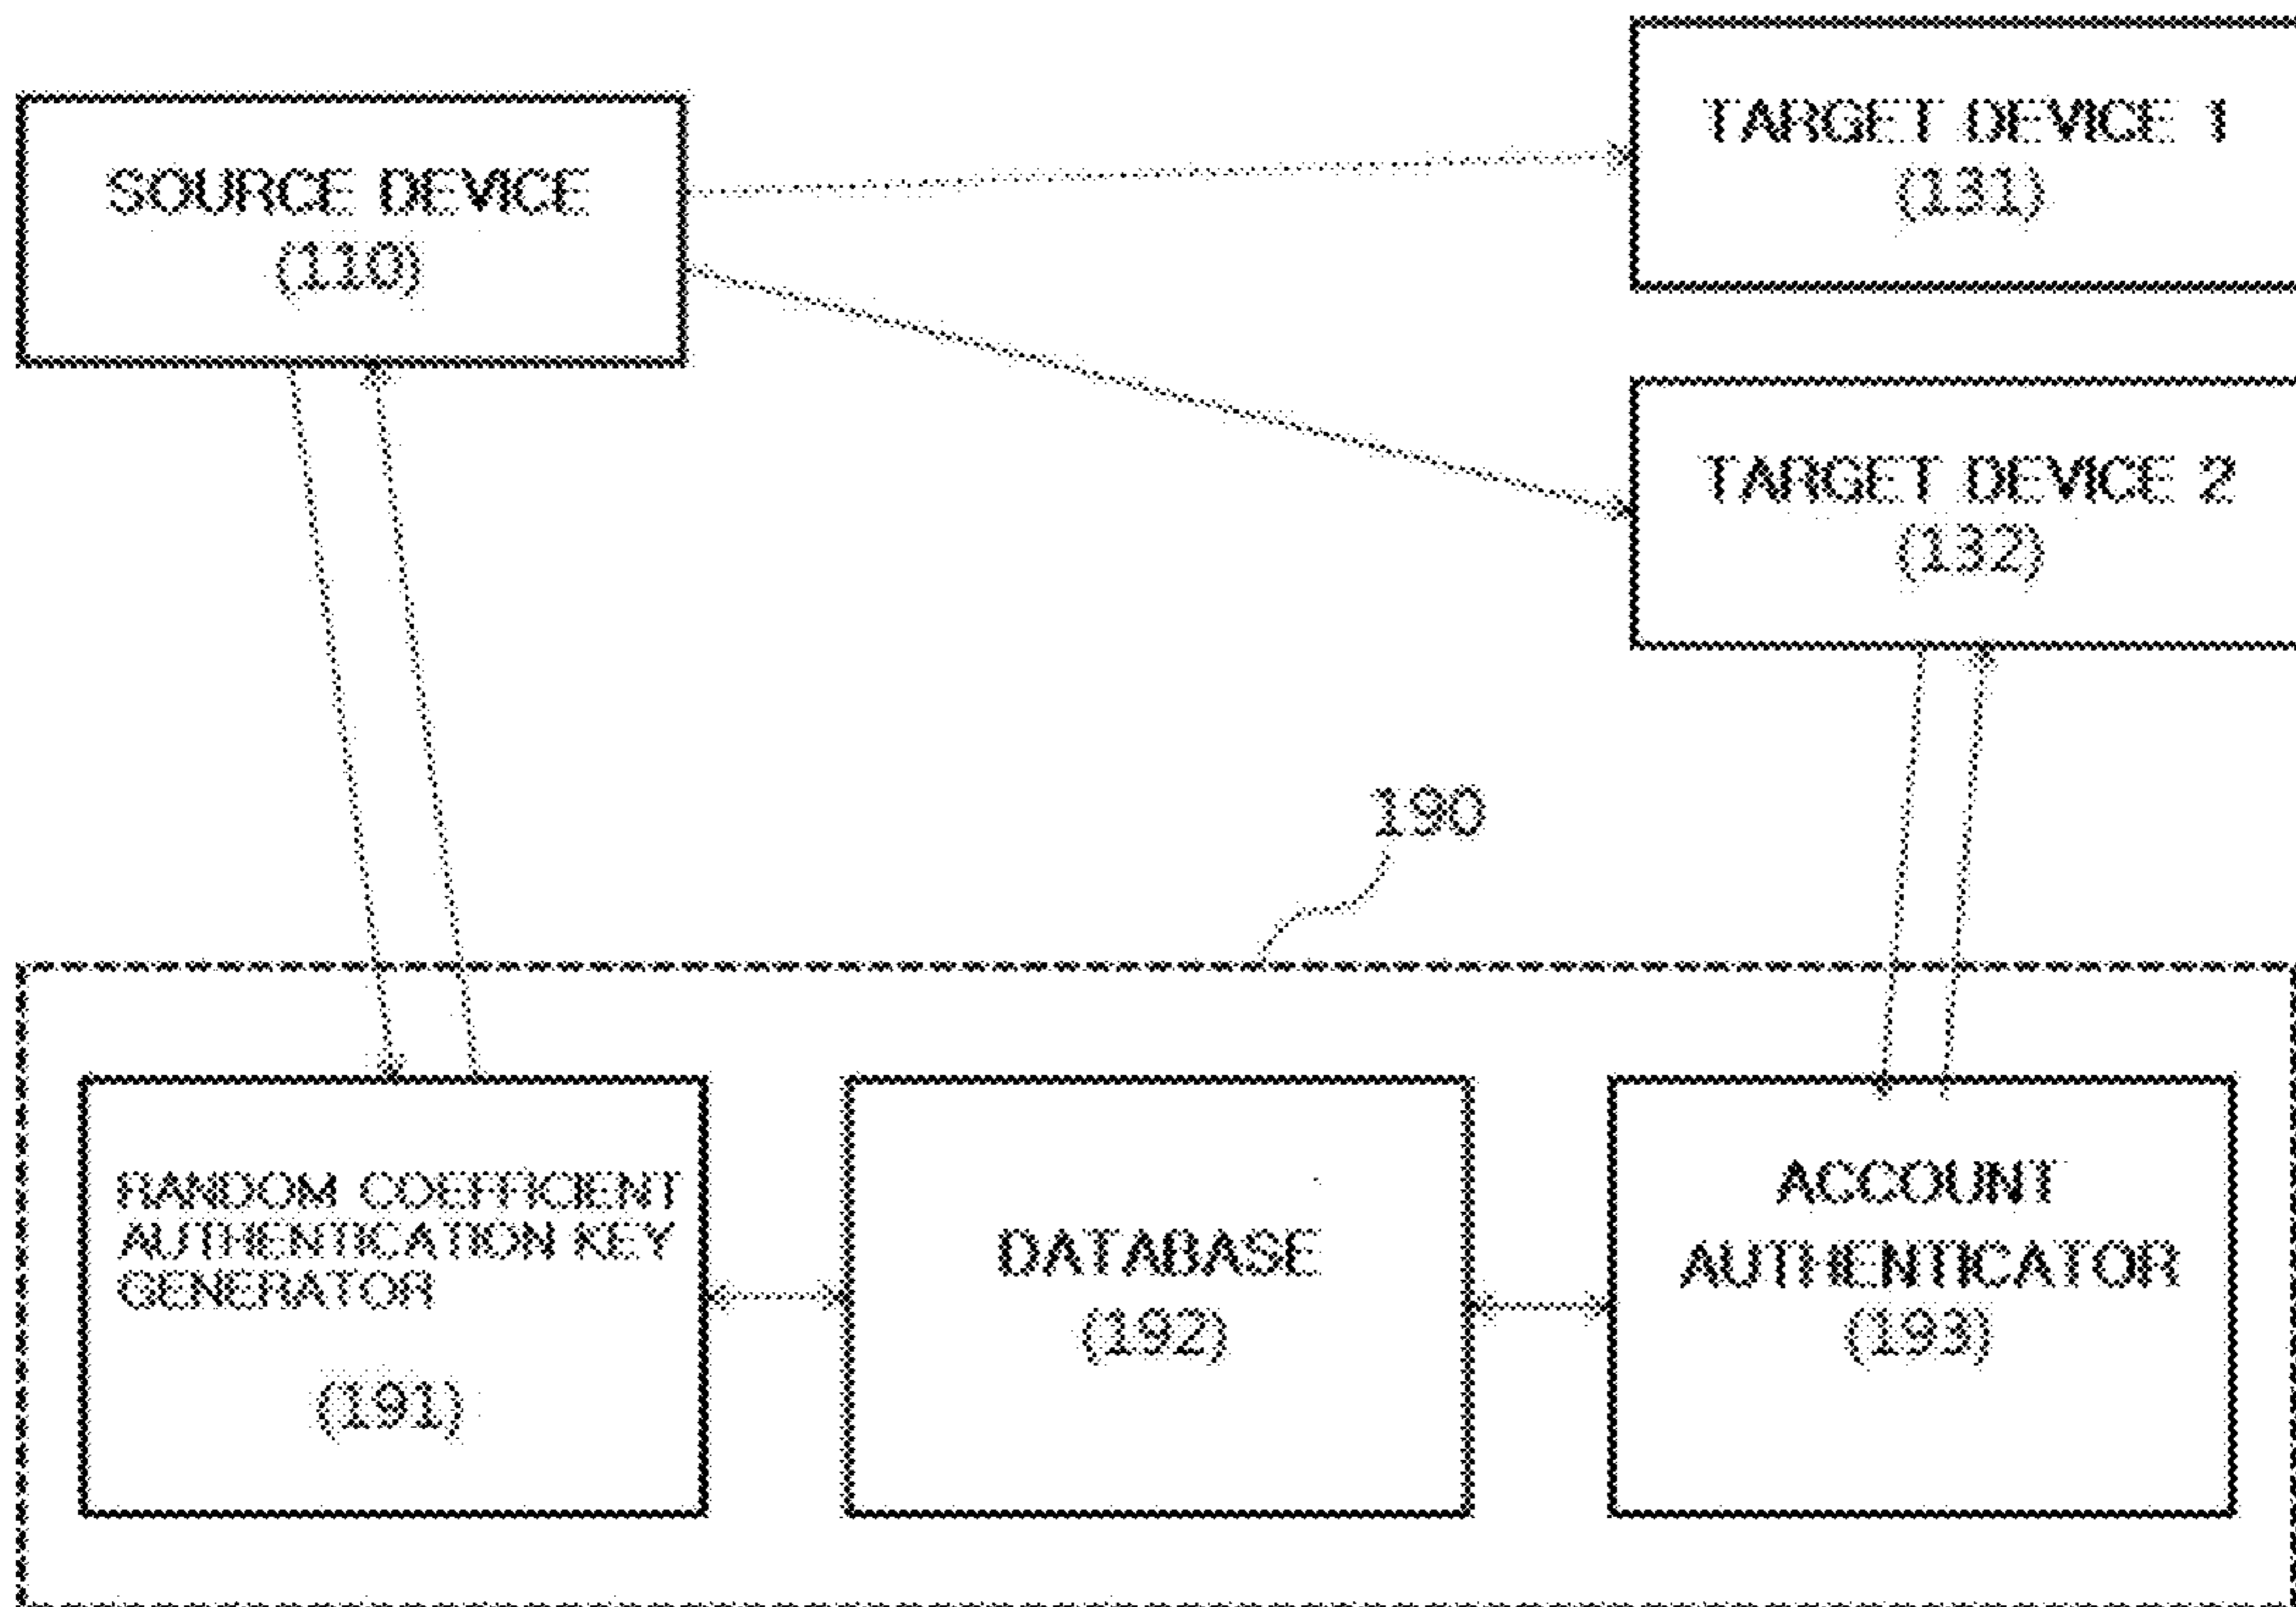 SOURCE DEVICE
(110)
TARGET DEVICE 1
(131)
TARGET DEVICE 2
(132)
190
RANDOM COEFFICIENT
AUTHENTICATION KEY
GENERATOR
(191)
DATABASE
(192)
ACCOUNT
AUTHENTICATOR
(193)